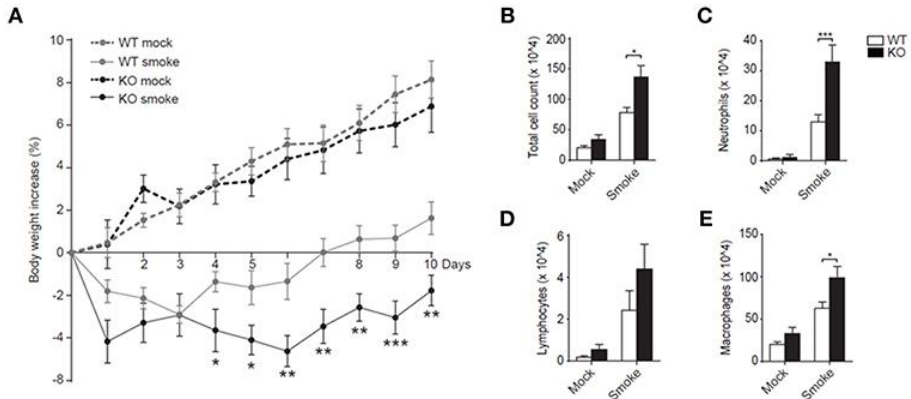 A
Body weight increase (%)
10
8
6
4
2
0
-2
-4
-6
-8
WT mock
WT smoke
KO mock
KO smoke
2 3 4 5 8 9 10 Days
* * ** ** ** *** **
B
Total cell count (x 10^4)
200
150
100
50
0
*
Mock Smoke
C
Neutrophils (x 10^4)
40
30
20
10
0
***
Mock Smoke
WT
KO
D
Lymphocytes (x 10^4)
6
4
2
0
Mock Smoke
E
Macrophages (x 10^4)
150
100
50
0
*
Mock Smoke